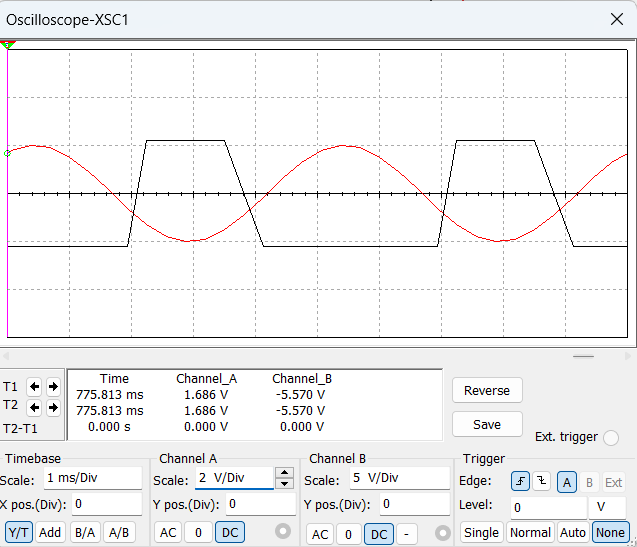 Oscilloscope-XSC1
T1
T2
T2-T1
Time Channel_A Channel_B
775.813 ms 1.686 V -5.570 V
775.813 ms 1.686 V -5.570 V
0.000 s 0.000 V 0.000 V
Reverse
Save
Ext. trigger
Timebase
Scale: 1 ms/Div
X pos.(Div): 0
Y/T Add B/A A/B
Channel A
Scale: 2 V/Div
Y pos.(Div): 0
AC 0 DC
Channel B
Scale: 5 V/Div
Y pos.(Div): 0
AC 0 DC -
Trigger
Edge: A B Ext
Level: 0 V
Single Normal Auto None